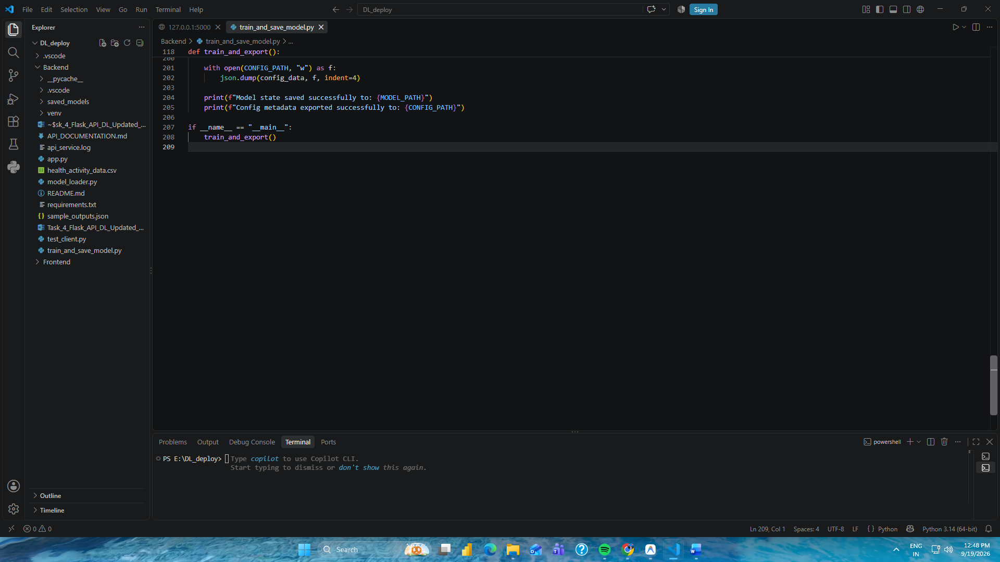 File Edit Selection View Go Run Terminal Help
DL_deploy
Sign In
Explorer
DL_deploy
.vscode
Backend
__pycache__
.vscode
saved_models
venv
~$sk_4_Flask_API_DL_Updated_...
API_DOCUMENTATION.md
api_service.log
app.py
health_activity_data.csv
model_loader.py
README.md
requirements.txt
sample_outputs.json
Task_4_Flask_API_DL_Updated_...
test_client.py
train_and_save_model.py
Frontend
Outline
Timeline
127.0.0.1:5000
train_and_save_model.py
Backend > train_and_save_model.py > ...
118 def train_and_export():
200
201 with open(CONFIG_PATH, "w") as f:
202 json.dump(config_data, f, indent=4)
203
204 print(f"Model state saved successfully to: {MODEL_PATH}")
205 print(f"Config metadata exported successfully to: {CONFIG_PATH}")
206
207 if __name__ == "__main__":
208 train_and_export()
209
Problems Output Debug Console Terminal Ports
powershell
PS E:\DL_deploy> Type copilot to use Copilot CLI.
Start typing to dismiss or don't show this again.
0 0
Ln 209, Col 1 Spaces: 4 UTF-8 LF { } Python Python 3.14 (64-bit)
Search
ENG
IN
12:48 PM
9/19/2026